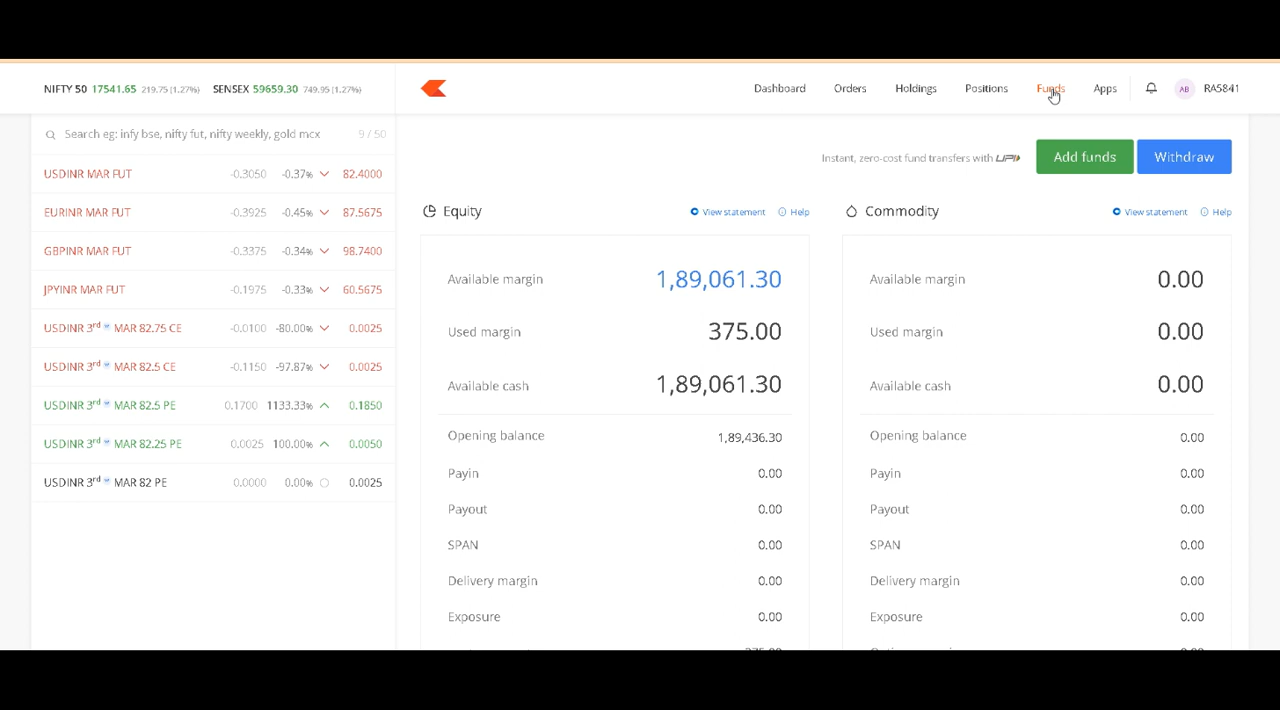 NIFTY 50 17541.65 219.75 (1.27%) SENSEX 59659.30 749.95 (1.27%)
Dashboard Orders Holdings Positions Funds Apps AB RA5841
Search eg: infy bse, nifty fut, nifty weekly, gold mcx 9 / 50
USDINR MAR FUT -0.3050 -0.37% 82.4000
EURINR MAR FUT -0.3925 -0.45% 87.5675
GBPINR MAR FUT -0.3375 -0.34% 98.7400
JPYINR MAR FUT -0.1975 -0.33% 60.5675
USDINR 3rd w MAR 82.75 CE -0.0100 -80.00% 0.0025
USDINR 3rd w MAR 82.5 CE -0.1150 -97.87% 0.0025
USDINR 3rd w MAR 82.5 PE 0.1700 1133.33% 0.1850
USDINR 3rd w MAR 82.25 PE 0.0025 100.00% 0.0050
USDINR 3rd w MAR 82 PE 0.0000 0.00% 0.0025
Instant, zero-cost fund transfers with UPI Add funds Withdraw
Equity View statement Help
Available margin 1,89,061.30
Used margin 375.00
Available cash 1,89,061.30
Opening balance 1,89,436.30
Payin 0.00
Payout 0.00
SPAN 0.00
Delivery margin 0.00
Exposure 0.00
Commodity View statement Help
Available margin 0.00
Used margin 0.00
Available cash 0.00
Opening balance 0.00
Payin 0.00
Payout 0.00
SPAN 0.00
Delivery margin 0.00
Exposure 0.00